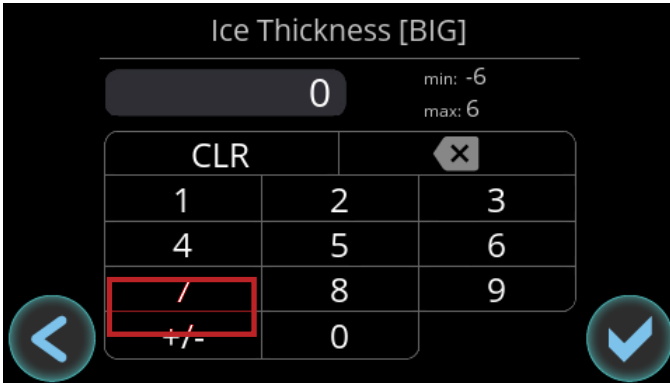 Ice Thickness [BIG]
0
min: -6
max: 6
CLR
1 2 3
4 5 6
/ 8 9
+/- 0